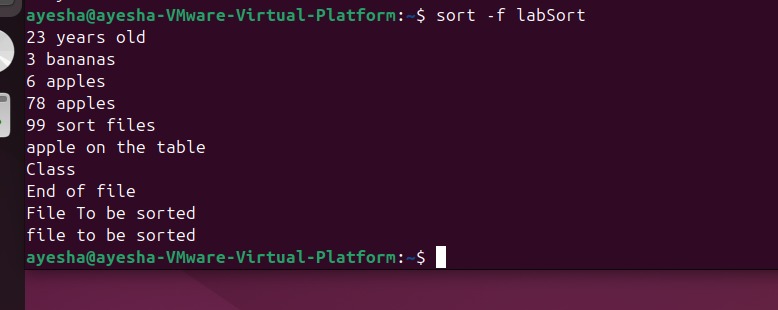 ayesha@ayesha-VMware-Virtual-Platform:~$ sort -f labSort
23 years old
3 bananas
6 apples
78 apples
99 sort files
apple on the table
Class
End of file
File To be sorted
file to be sorted
ayesha@ayesha-VMware-Virtual-Platform:~$